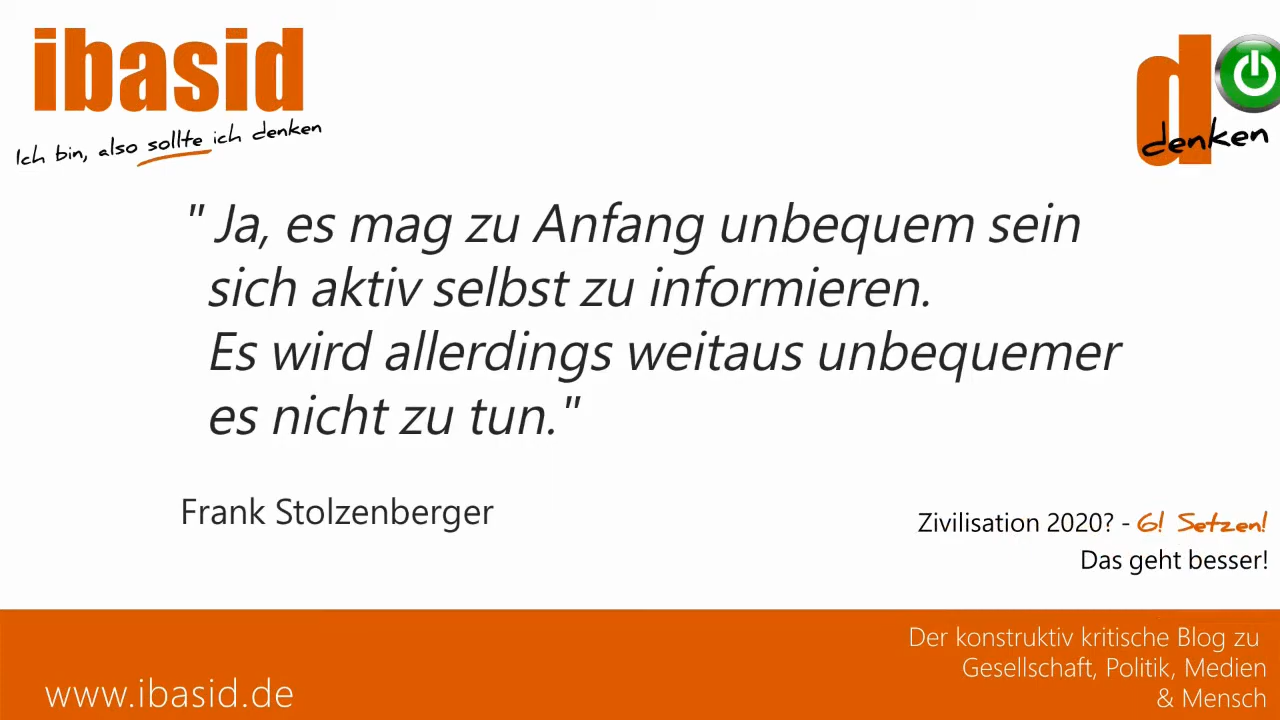 ibasid
Ich bin, also sollte ich denken
d
denken
" Ja, es mag zu Anfang unbequem sein
sich aktiv selbst zu informieren.
Es wird allerdings weitaus unbequemer
es nicht zu tun."
Frank Stolzenberger
Zivilisation 2020? - 6! Setzen!
Das geht besser!
Der konstruktiv kritische Blog zu
Gesellschaft, Politik, Medien
& Mensch
www.ibasid.de